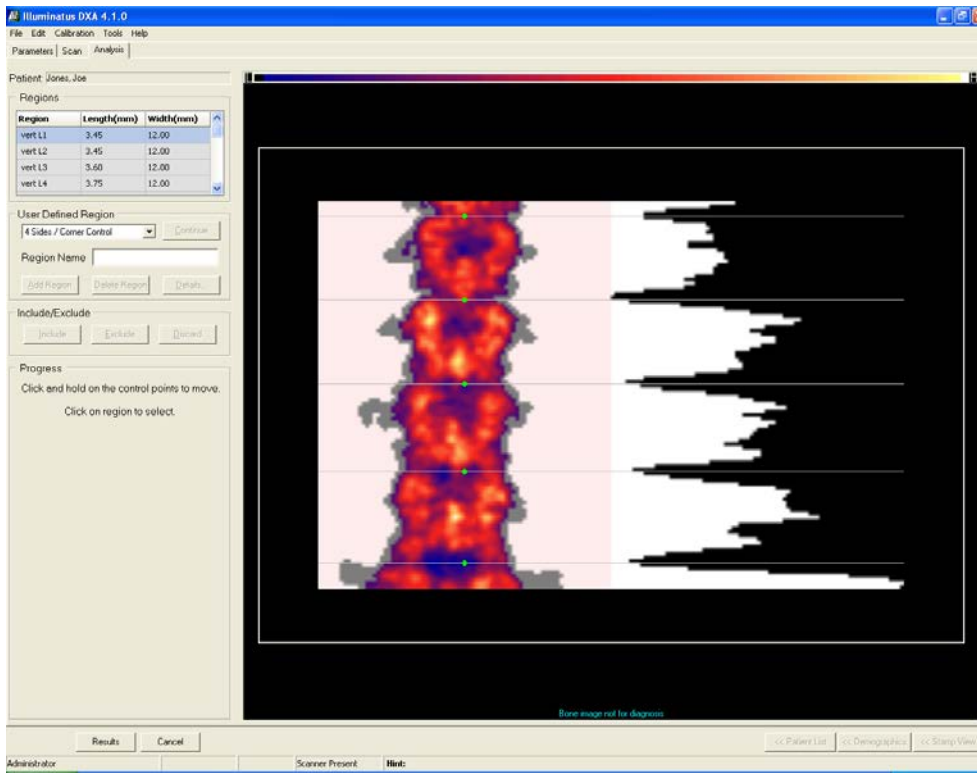 Illuminatus DXA 4.1.0
File Edit Calibration Tools Help
Parameters Scan Analysis
Patient: Jones, Joe
Regions
Region Length(mm) Width(mm)
vert L1 3.45 12.00
vert L2 3.45 12.00
vert L3 3.60 12.00
vert L4 3.75 12.00
User Defined Region
4 Sides / Corner Control Continue
Region Name
Add Region Delete Region Details...
Include/Exclude
Include Exclude Discard
Progress
Click and hold on the control points to move.
Click on region to select.
Bone image not for diagnosis
Results Cancel << Patient List << Demographics << Stamp View
Administrator Scanner Present Hint: